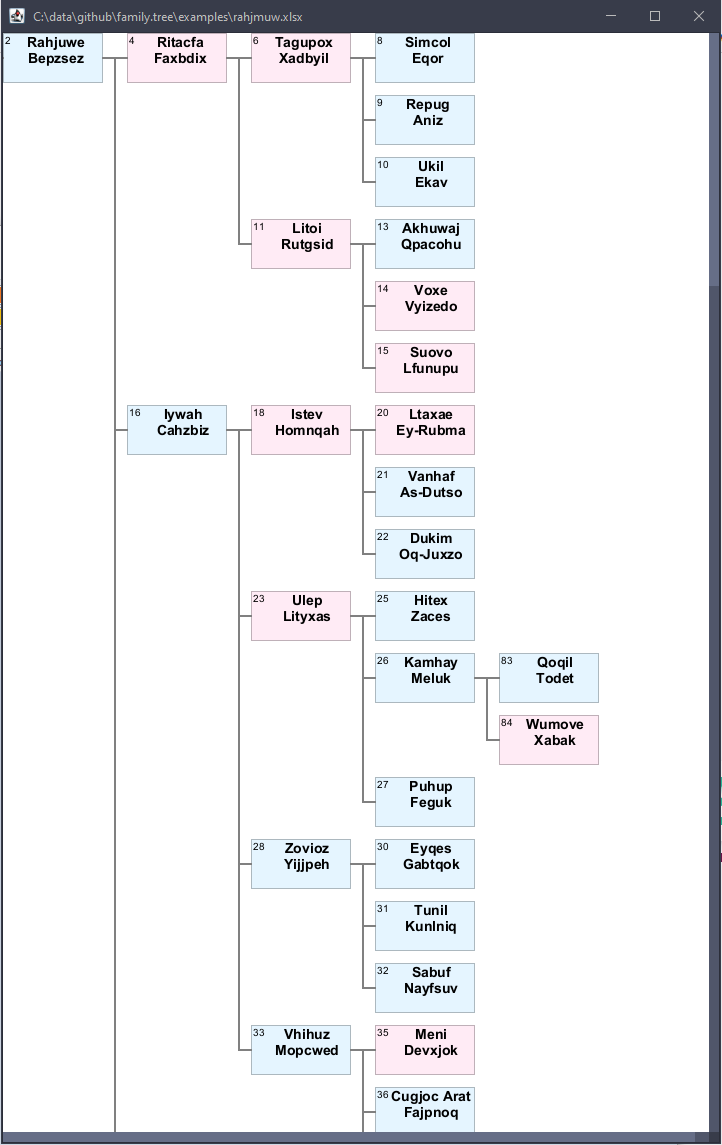 C:\data\github\family.tree\examples\rahjmuw.xlsx
2 Rahjuwe
Bepzsez
4 Ritacfa
Faxbdix
6 Tagupox
Xadbyil
8 Simcol
Eqor
9 Repug
Aniz
10 Ukil
Ekav
11 Litoi
Rutgsid
13 Akhuwaj
Qpacohu
14 Voxe
Vyizedo
15 Suovo
Lfunupu
16 Iywah
Cahzbiz
18 Istev
Homnqah
20 Ltaxae
Ey-Rubma
21 Vanhaf
As-Dutso
22 Dukim
Oq-Juxzo
23 Ulep
Lityxas
25 Hitex
Zaces
26 Kamhay
Meluk
83 Qoqil
Todet
84 Wumove
Xabak
27 Puhup
Feguk
28 Zovioz
Yijjpeh
30 Eyqes
Gabtqok
31 Tunil
Kunlniq
32 Sabuf
Nayfsuv
33 Vhihuz
Mopcwed
35 Meni
Devxjok
36 Cugjoc Arat
Fajpnoq